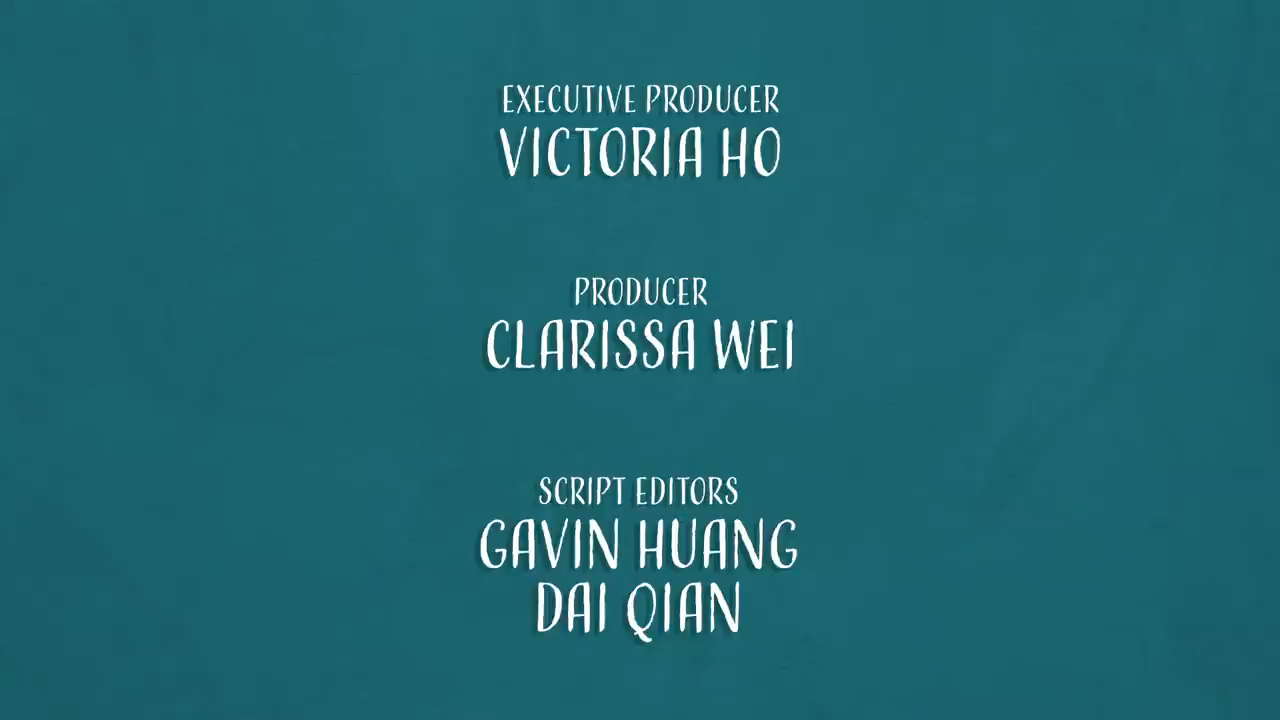 EXECUTIVE PRODUCER
VICTORIA HO
PRODUCER
CLARISSA WEI
SCRIPT EDITORS
GAVIN HUANG
DAI QIAN